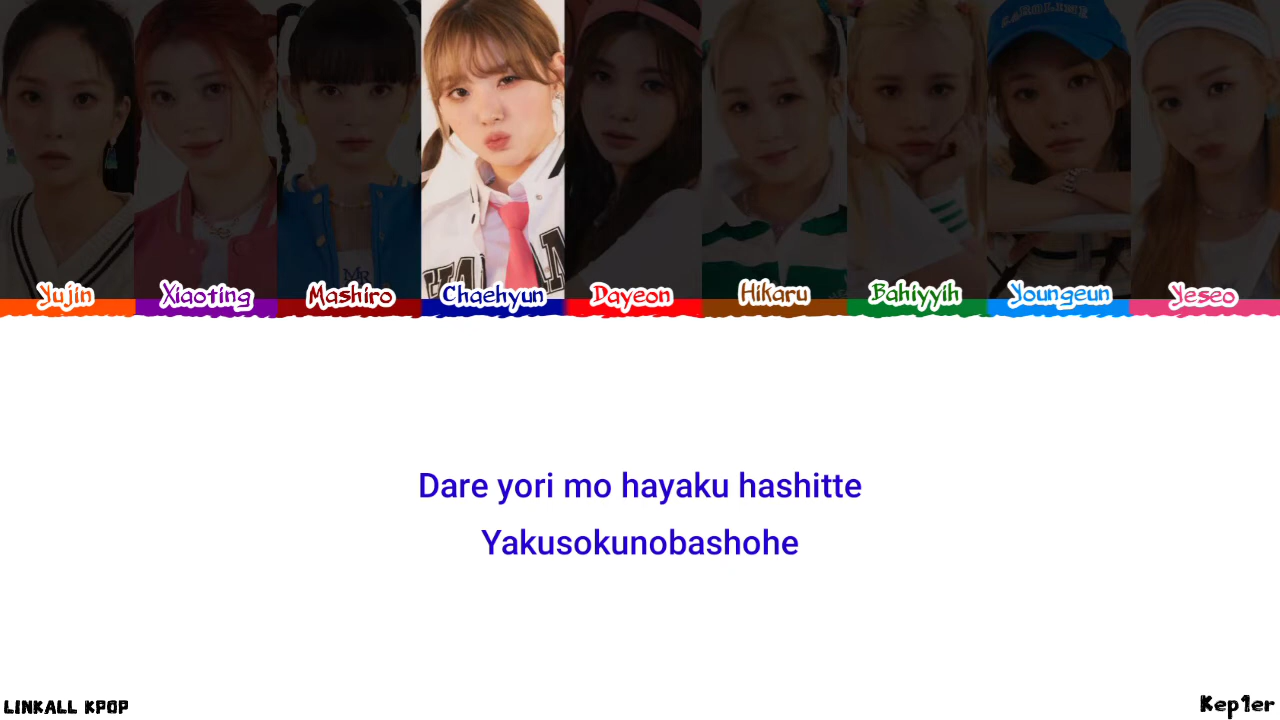 Yujin Xiaoting Mashiro Chaehyun Dayeon Hikaru Bahiyyih Youngeun Yeseo
Dare yori mo hayaku hashitte
Yakusokunobashohe
LINKALL KPOP
Kep1er